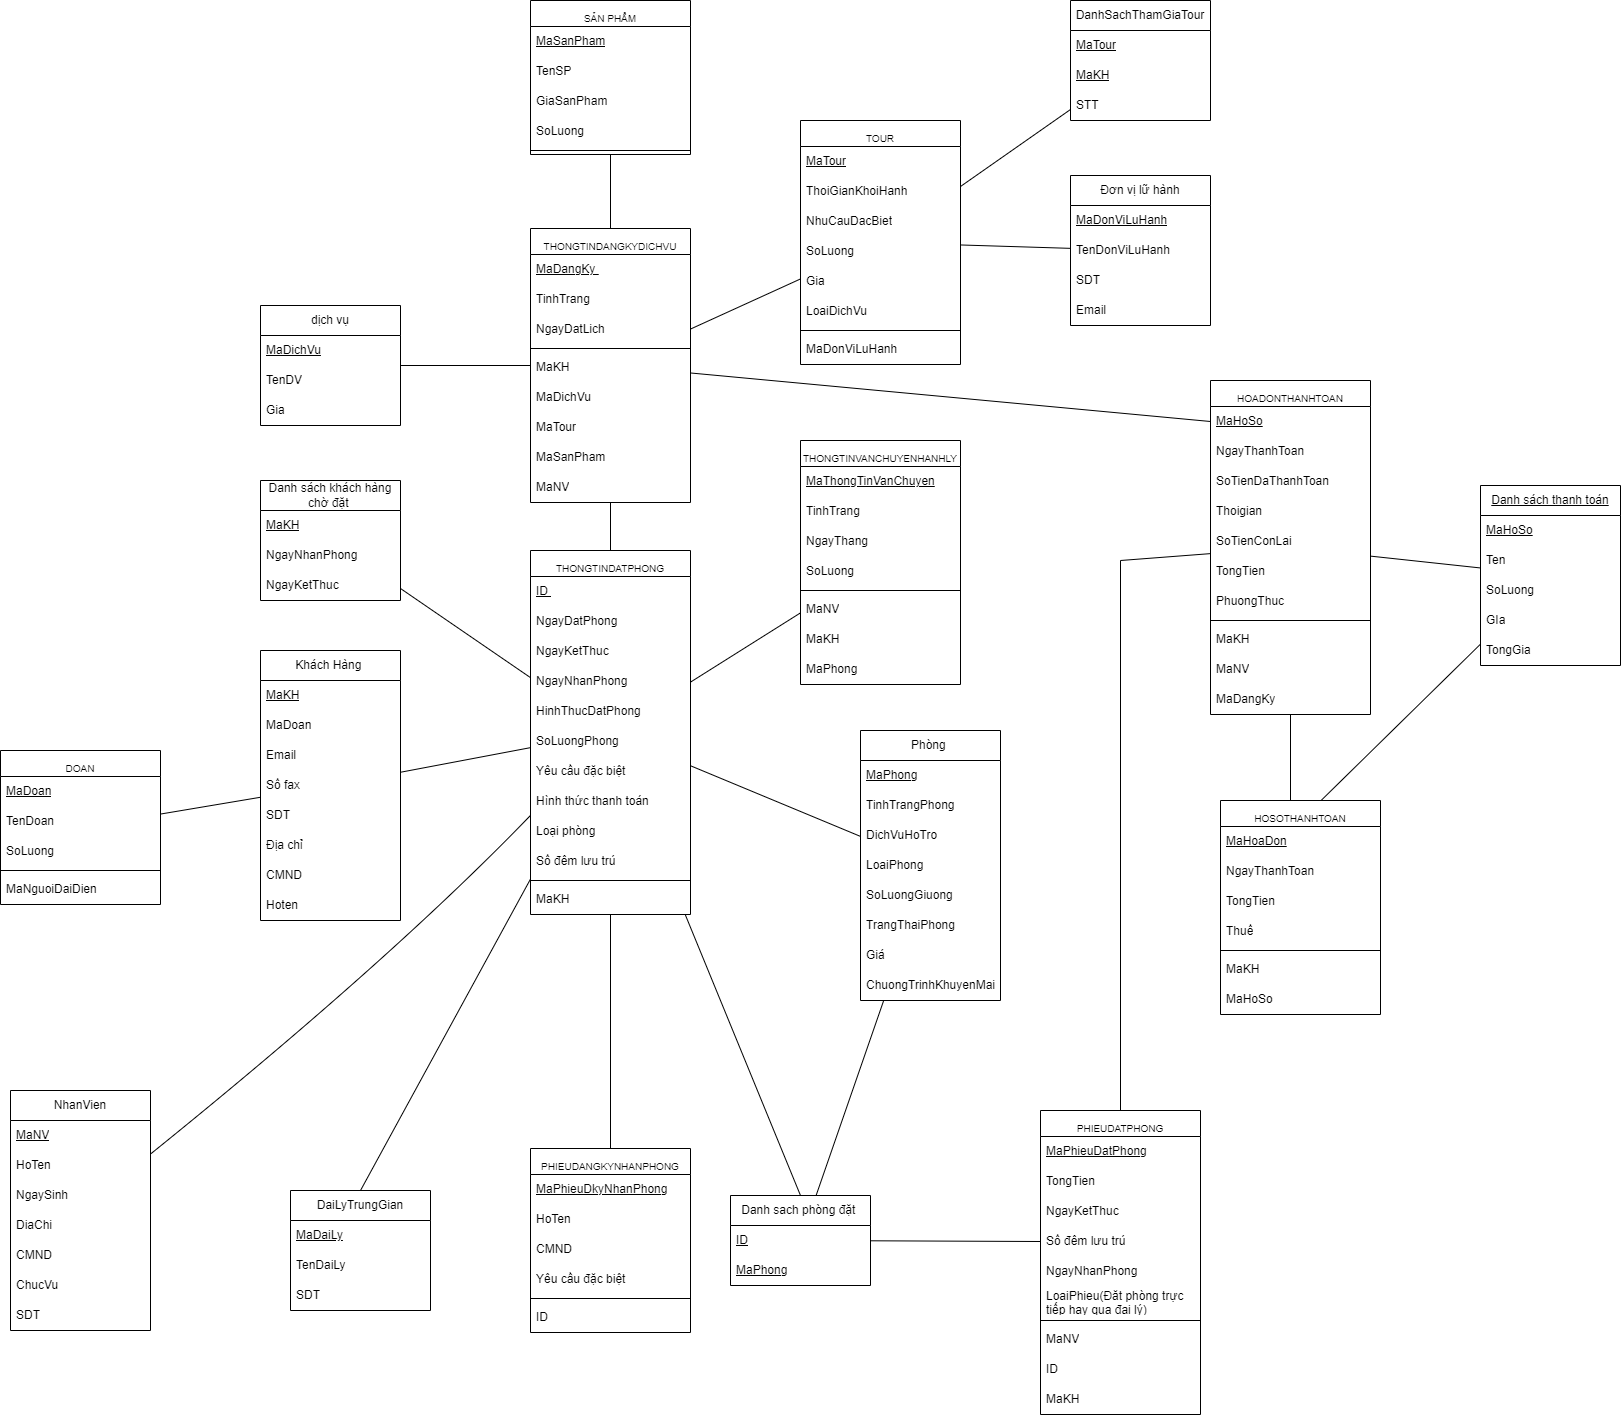 SẢN PHẨM
MaSanPham
TenSP
GiaSanPham
SoLuong
DanhSachThamGiaTour
MaTour
MaKH
STT
TOUR
MaTour
ThoiGianKhoiHanh
NhuCauDacBiet
SoLuong
Gia
LoaiDichVu
MaDonViLuHanh
Đơn vị lữ hành
MaDonViLuHanh
TenDonViLuHanh
SDT
Email
THONGTINDANGKYDICHVU
MaDangKy
TinhTrang
NgayDatLich
MaKH
MaDichVu
MaTour
MaSanPham
MaNV
dịch vụ
MaDichVu
TenDV
Gia
HOADONTHANHTOAN
MaHoSo
NgayThanhToan
SoTienDaThanhToan
Thoigian
SoTienConLai
TongTien
PhuongThuc
MaKH
MaNV
MaDangKy
THONGTINVANCHUYENHANHLY
MaThongTinVanChuyen
TinhTrang
NgayThang
SoLuong
MaNV
MaKH
MaPhong
Danh sách khách hàng
chờ đặt
MaKH
NgayNhanPhong
NgayKetThuc
Danh sách thanh toán
MaHoSo
Ten
SoLuong
GIa
TongGia
THONGTINDATPHONG
ID
NgayDatPhong
NgayKetThuc
NgayNhanPhong
HinhThucDatPhong
SoLuongPhong
Yêu cầu đặc biệt
Hình thức thanh toán
Loại phòng
Số đêm lưu trú
MaKH
Khách Hàng
MaKH
MaDoan
Email
Số fax
SDT
Địa chỉ
CMND
Hoten
DOAN
MaDoan
TenDoan
SoLuong
MaNguoiDaiDien
Phòng
MaPhong
TinhTrangPhong
DichVuHoTro
LoaiPhong
SoLuongGiuong
TrangThaiPhong
Giá
ChuongTrinhKhuyenMai
HOSOTHANHTOAN
MaHoaDon
NgayThanhToan
TongTien
Thuế
MaKH
MaHoSo
NhanVien
MaNV
HoTen
NgaySinh
DiaChi
CMND
ChucVu
SDT
DaiLyTrungGian
MaDaiLy
TenDaiLy
SDT
PHIEUDANGKYNHANPHONG
MaPhieuDkyNhanPhong
HoTen
CMND
Yêu cầu đặc biệt
ID
Danh sach phòng đặt
ID
MaPhong
PHIEUDATPHONG
MaPhieuDatPhong
TongTien
NgayKetThuc
Số đêm lưu trú
NgayNhanPhong
LoaiPhieu(Đăt phòng trực
tiếp hay qua đai lý)
MaNV
ID
MaKH